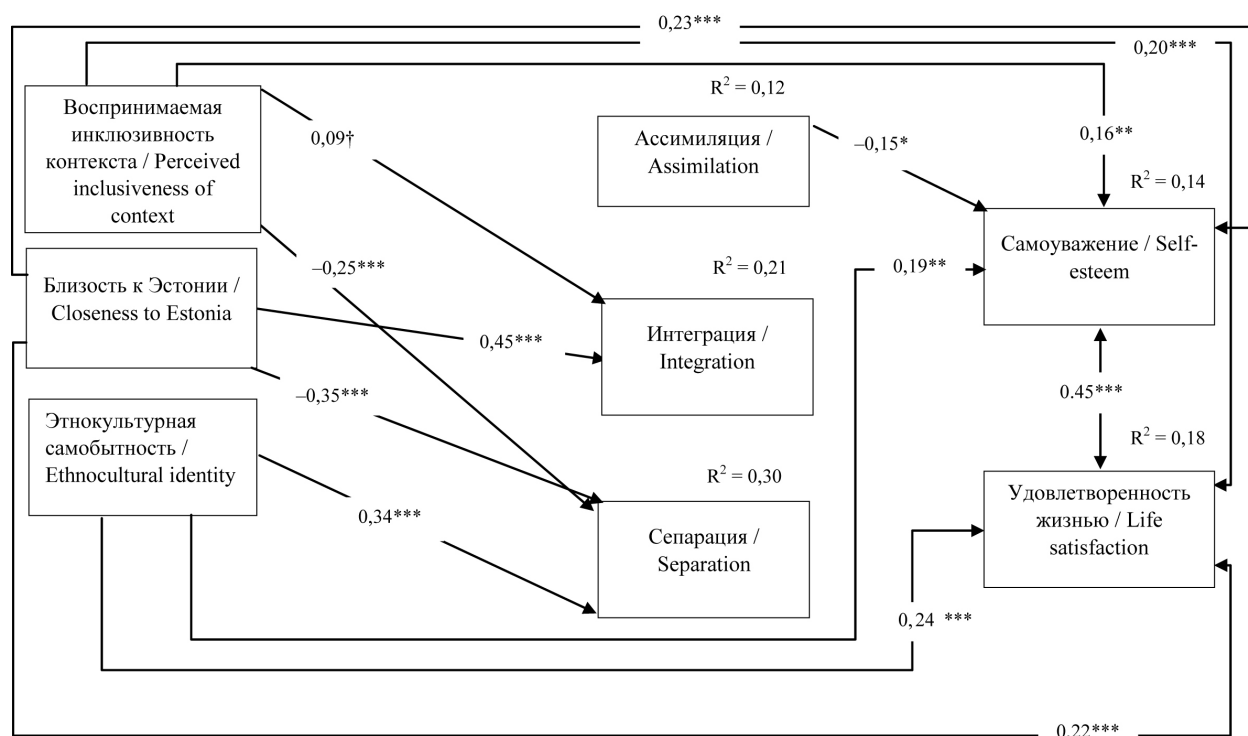 0,23***
0,20***
R² = 0,12
Воспринимаемая
инклюзивность
контекста / Perceived
inclusiveness of
context
0,09†
Ассимиляция /
Assimilation
–0,15*
0,16**
R² = 0,14
Самоуважение / Self-
esteem
–0,25***
R² = 0,21
0,19**
Близость к Эстонии /
Closeness to Estonia
0,45***
Интеграция /
Integration
–0,35***
0.45***
Этнокультурная
самобытность /
Ethnocultural identity
R² = 0,18
R² = 0,30
0,34***
Сепарация /
Separation
Удовлетворенность
жизнью / Life
satisfaction
0,24 ***
0,22***